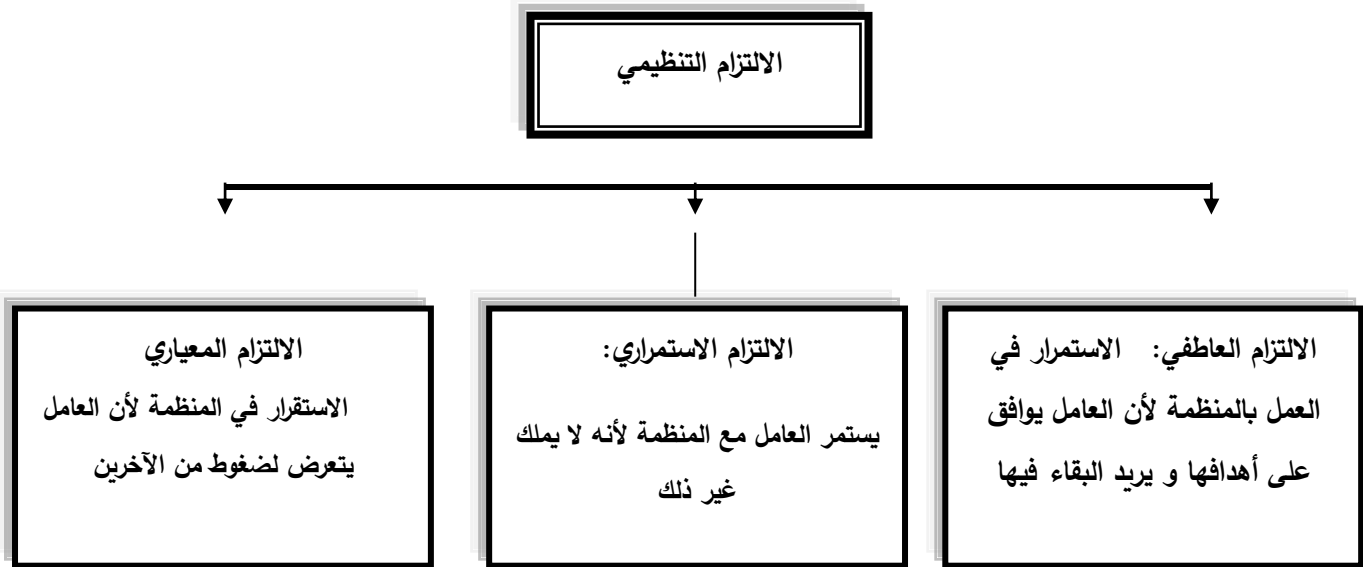 الالتزام التنظيمي
الالتزام العاطفي: الاستمرار في
العمل بالمنظمة لأن العامل يوافق
على أهدافها و يريد البقاء فيها
الالتزام الاستمراري:
يستمر العامل مع المنظمة لأنه لا يملك
غير ذلك
الالتزام المعياري
الاستقرار في المنظمة لأن العامل
يتعرض لضغوط من الآخرين